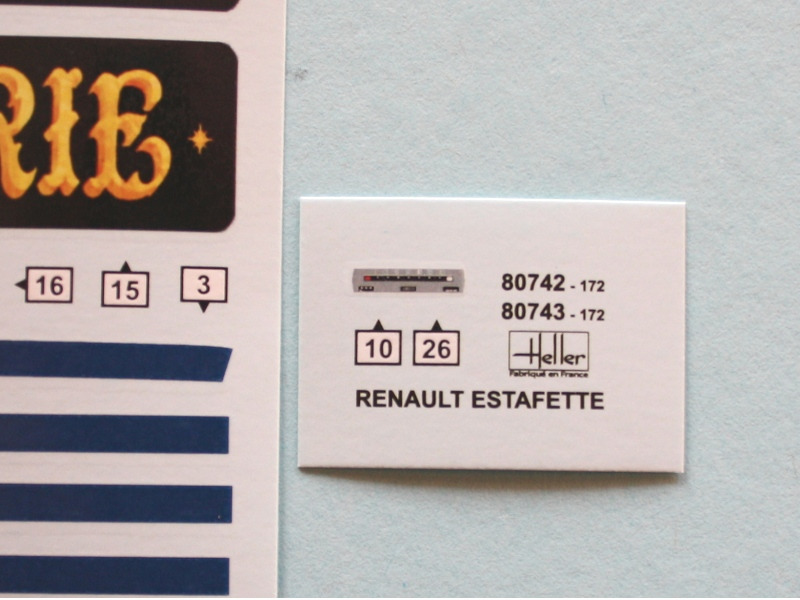 RIE
16
15
3
80742 - 172
80743 - 172
10
26
Heller
Fabriqué en France
RENAULT ESTAFETTE